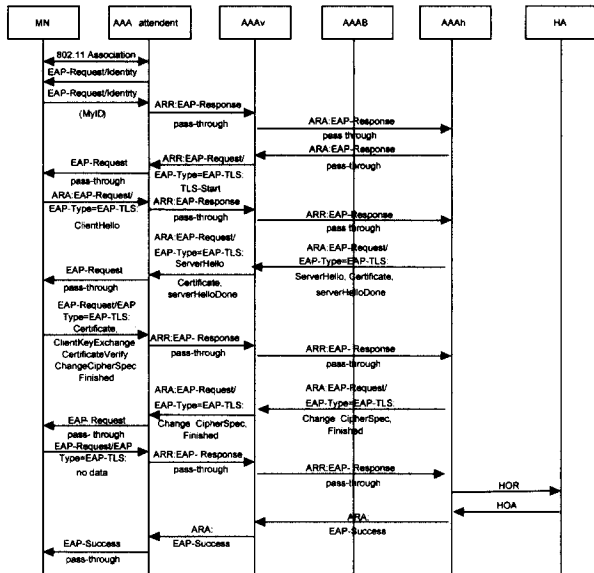 MN
AAA attendent
AAAv
AAAB
AAAh
HA
802.11 Association
EAP-Request/Identity
EAP-Request/Identity
(MyID)
ARR:EAP-Response
pass-through
ARA:EAP-Response
pass through
ARA:EAP-Request/
pass-through
ARR:EAP-Request/
EAP-Type=EAP-TLS:
TLS-Start
EAP-Request
pass-through
ARA:EAP-Request/
EAP-Type=EAP-TLS:
ClientHello
ARR:EAP-Response
pass-through
ARR:EAP-Response
pass through
ARA:EAP-Request/
EAP-Type=EAP-TLS:
ServerHello, Certificate,
serverHelloDone
ARA:EAP-Request/
EAP-Type=EAP-TLS:
ServerHello
Certificate,
serverHelloDone
EAP-Request
pass-through
EAP-Request/EAP
Type=EAP-TLS:
Certificate,
ClientKeyExchange
CertificateVerify
ChangeCipherSpec
Finished
ARR:EAP- Response
pass-through
ARR:EAP- Response
pass-through
ARA:EAP-Request/
EAP-Type=EAP-TLS:
Change CipherSpec,
Finished
ARA:EAP-Request/
EAP-Type=EAP-TLS:
Change CipherSpec,
Finished
EAP- Request
pass- through
EAP-Request/EAP
Type=EAP-TLS:
no data
ARR:EAP- Response
pass-through
ARR:EAP- Response
pass-through
HOR
HOA
ARA:
EAP-Success
ARA:
EAP-Success
EAP-Success
pass-through